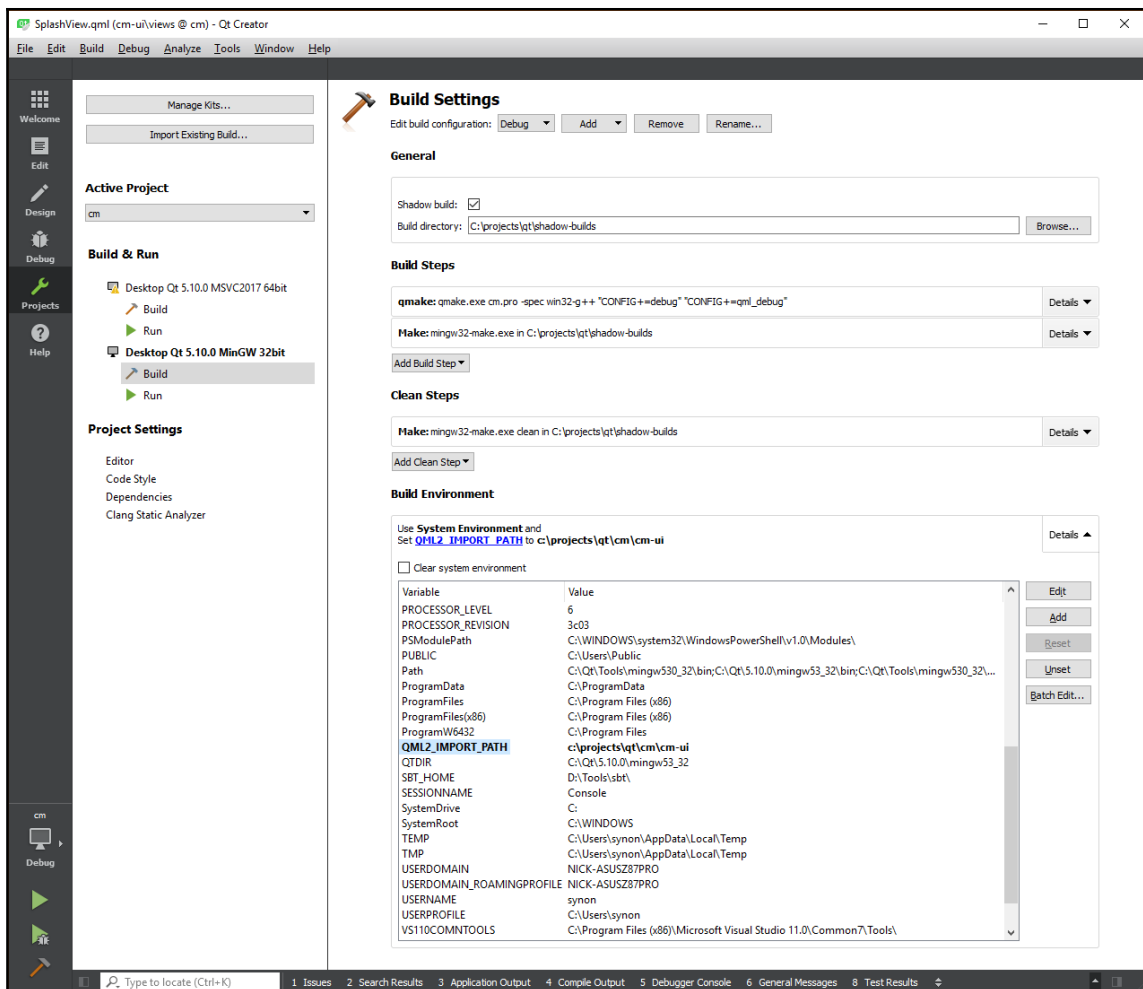 SplashView.qml (cm-ui\views @ cm) - Qt Creator
File Edit Build Debug Analyze Tools Window Help
Welcome
Edit
Design
Debug
Projects
Help
cm
Debug
Manage Kits...
Import Existing Build...
Active Project
cm
Build & Run
Desktop Qt 5.10.0 MSVC2017 64bit
Build
Run
Desktop Qt 5.10.0 MinGW 32bit
Build
Run
Project Settings
Editor
Code Style
Dependencies
Clang Static Analyzer
Build Settings
Edit build configuration: Debug Add Remove Rename...
General
Shadow build:
Build directory: C:\projects\qt\shadow-builds Browse...
Build Steps
qmake: qmake.exe cm.pro -spec win32-g++ "CONFIG+=debug" "CONFIG+=qml_debug" Details
Make: mingw32-make.exe in C:\projects\qt\shadow-builds Details
Add Build Step
Clean Steps
Make: mingw32-make.exe clean in C:\projects\qt\shadow-builds Details
Add Clean Step
Build Environment
Use System Environment and
Set QML2_IMPORT_PATH to c:\projects\qt\cm\cm-ui Details
Clear system environment
Variable Value
PROCESSOR_LEVEL 6
PROCESSOR_REVISION 3c03
PSModulePath C:\WINDOWS\system32\WindowsPowerShell\v1.0\Modules\
PUBLIC C:\Users\Public
Path C:\Qt\Tools\mingw530_32\bin;C:\Qt\5.10.0\mingw53_32\bin;C:\Qt\Tools\mingw530_32\...
ProgramData C:\ProgramData
ProgramFiles C:\Program Files (x86)
ProgramFiles(x86) C:\Program Files (x86)
ProgramW6432 C:\Program Files
QML2_IMPORT_PATH c:\projects\qt\cm\cm-ui
QTDIR C:\Qt\5.10.0\mingw53_32
SBT_HOME D:\Tools\sbt\
SESSIONNAME Console
SystemDrive C:
SystemRoot C:\WINDOWS
TEMP C:\Users\synon\AppData\Local\Temp
TMP C:\Users\synon\AppData\Local\Temp
USERDOMAIN NICK-ASUSZ87PRO
USERDOMAIN_ROAMINGPROFILE NICK-ASUSZ87PRO
USERNAME synon
USERPROFILE C:\Users\synon
VS110COMNTOOLS C:\Program Files (x86)\Microsoft Visual Studio 11.0\Common7\Tools\
Edit
Add
Reset
Unset
Batch Edit...
Type to locate (Ctrl+K) 1 Issues 2 Search Results 3 Application Output 4 Compile Output 5 Debugger Console 6 General Messages 8 Test Results